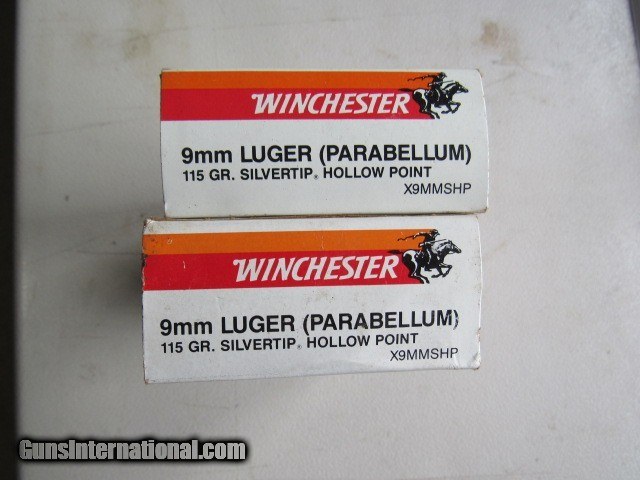 WINCHESTER
9mm LUGER (PARABELLUM)
115 GR. SILVERTIP® HOLLOW POINT
X9MMSHP
WINCHESTER
9mm LUGER (PARABELLUM)
115 GR. SILVERTIP® HOLLOW POINT
X9MMSHP
GunsInternational.com